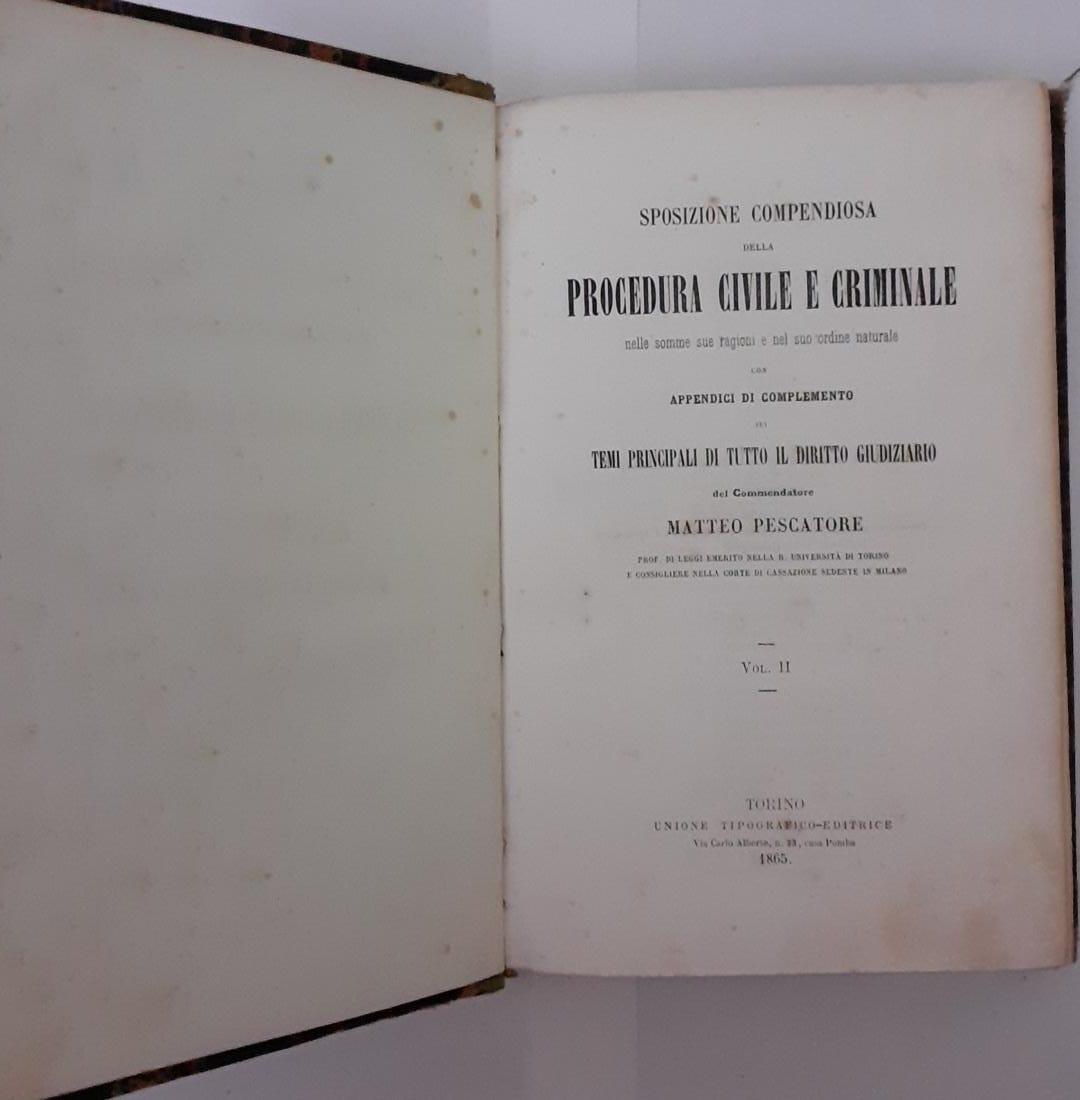 SPOSIZIONE COMPENDIOSA
DELLA
PROCEDURA CIVILE E CRIMINALE
nelle somme sue ragioni e nel suo ordine naturale
CON
APPENDICI DI COMPLEMENTO
SUI
TEMI PRINCIPALI DI TUTTO IL DIRITTO GIUDIZIARIO
del Commendatore
MATTEO PESCATORE
PROF. DI LEGGI EMERITO NELLA R. UNIVERSITÀ DI TORINO
E CONSIGLIERE NELLA CORTE DI CASSAZIONE SEDENTE IN MILANO
VOL. II
TORINO
UNIONE TIPOGRAFICO-EDITRICE
Via Carlo Alberto, n. 33, casa Pomba
1865.